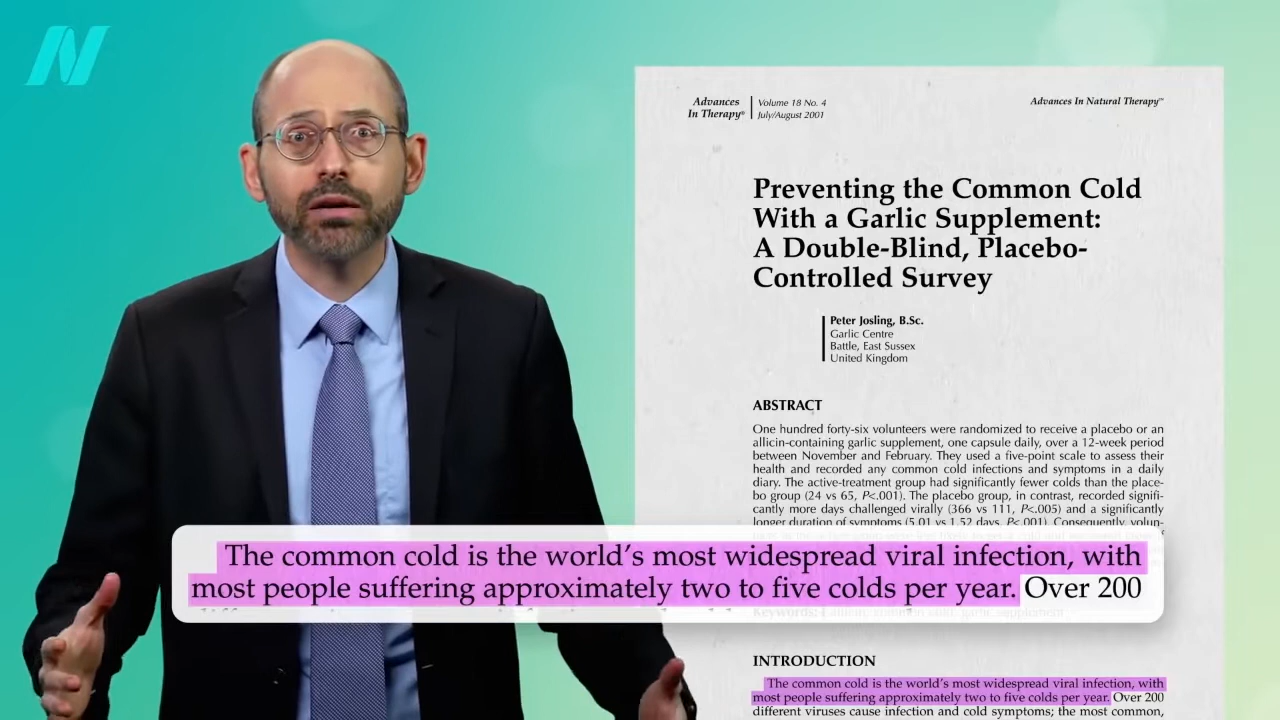 Advances
In Therapy®
Volume 18 No. 4
July/August 2001
Advances In Natural Therapy™
Preventing the Common Cold
With a Garlic Supplement:
A Double-Blind, Placebo-
Controlled Survey
Peter Josling, B.Sc.
Garlic Centre
Battle, East Sussex
United Kingdom
ABSTRACT
One hundred forty-six volunteers were randomized to receive a placebo or an
allicin-containing garlic supplement, one capsule daily, over a 12-week period
between November and February. They used a five-point scale to assess their
health and recorded any common cold infections and symptoms in a daily
diary. The active-treatment group had significantly fewer colds than the place-
bo group (24 vs 65, P<.001). The placebo group, in contrast, recorded signifi-
cantly more days challenged virally (366 vs 111, P<.005) and a significantly
longer duration of symptoms (5.01 vs 1.52 days, P<.001). Consequently, volun-
The common cold is the world's most widespread viral infection, with
most people suffering approximately two to five colds per year. Over 200
INTRODUCTION
The common cold is the world's most widespread viral infection, with
most people suffering approximately two to five colds per year. Over 200
different viruses cause infection and cold symptoms; the most common,